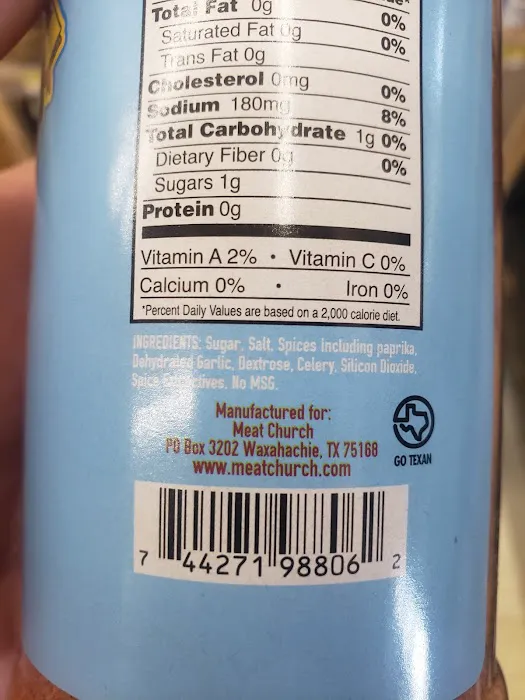 Total Fat 0g 0%
Saturated Fat 0g 0%
Trans Fat 0g
Cholesterol 0mg 0%
Sodium 180mg 8%
Total Carbohydrate 1g 0%
Dietary Fiber 0g 0%
Sugars 1g
Protein 0g
Vitamin A 2% • Vitamin C 0%
Calcium 0% • Iron 0%
*Percent Daily Values are based on a 2,000 calorie diet.
INGREDIENTS: Sugar, Salt, Spices Including paprika,
Dehydrated Garlic, Dextrose, Celery, Silicon Dioxide,
Spice Extractives, No MSG.
Manufactured for:
Meat Church
PO Box 3202 Waxahachie, TX 75168
www.meatchurch.com
GO TEXAN
7 44271 98806 2